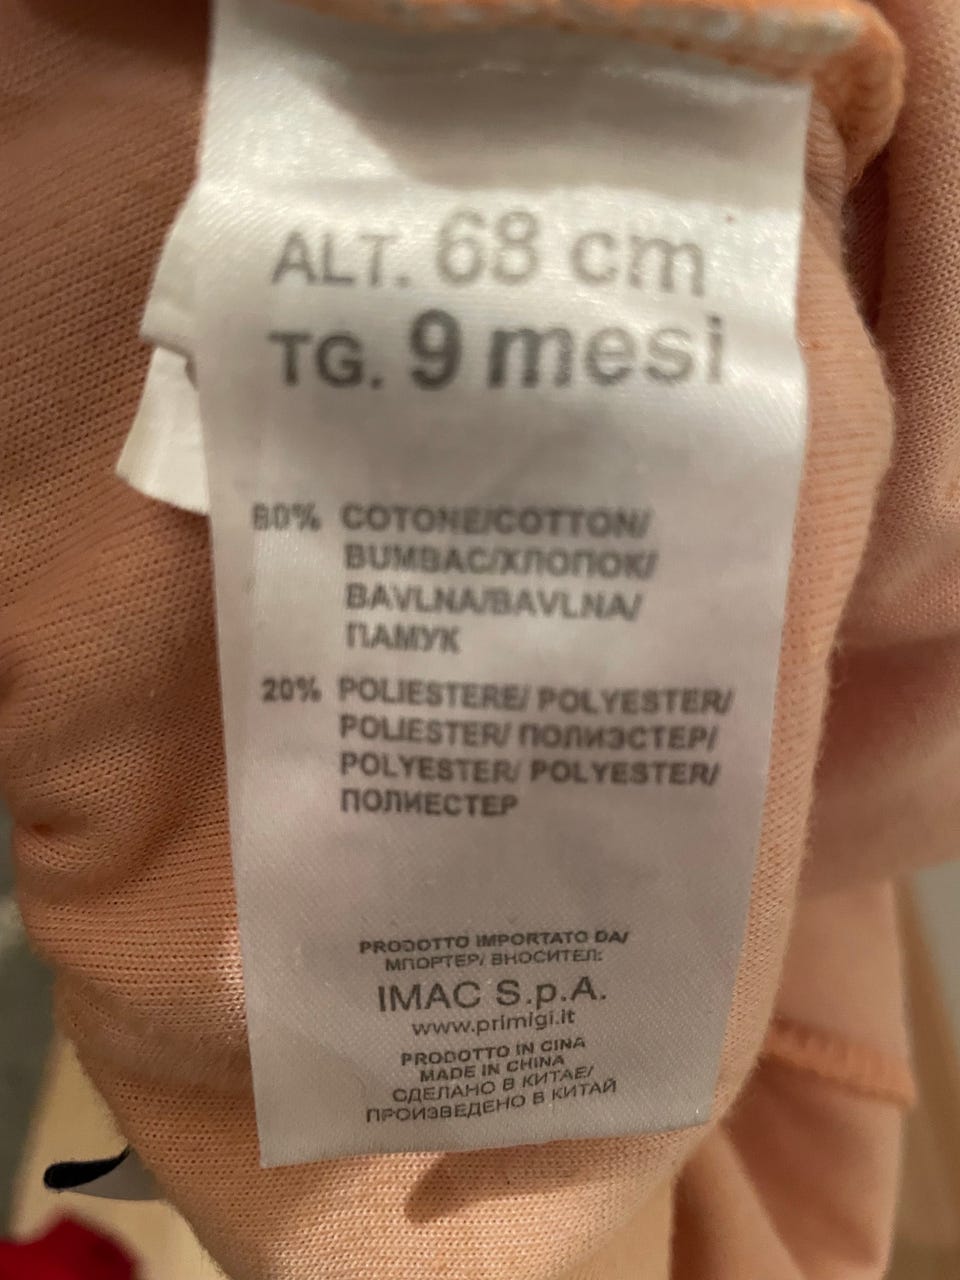 ALT. 68 cm
TG. 9 mesi
80% COTONE/COTTON/
BUMBAC/ХЛОПОК/
BAVLNA/BAVLNA/
ПАМУК
20% POLIESTERE/ POLYESTER/
POLIESTER/ ПОЛИЭСТЕР/
POLYESTER/ POLYESTER/
ПОЛИЕСТЕР
PRODOTTO IMPORTATO DA/
МПОРТЕР/ ВНОСИТЕЛ:
IMAC S.p.A.
www.primigi.it
PRODOTTO IN CINA
MADE IN CHINA
СДЕЛАНО В КИТАЕ/
ПРОИЗВЕДЕНО В КИТАЙ